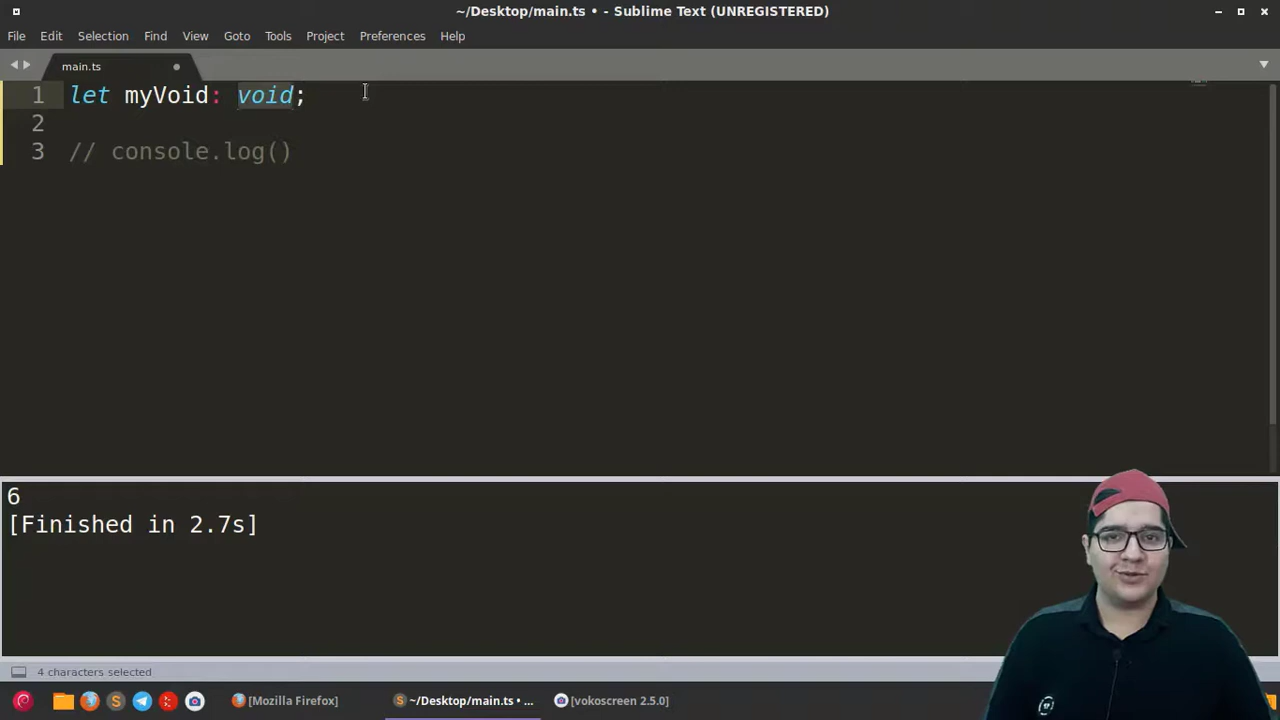 ~/Desktop/main.ts • - Sublime Text (UNREGISTERED)
File Edit Selection Find View Goto Tools Project Preferences Help
main.ts
1 let myVoid: void;
2
3 // console.log()
6
[Finished in 2.7s]
4 characters selected
[Mozilla Firefox] ~/Desktop/main.ts • ... [vokoscreen 2.5.0]